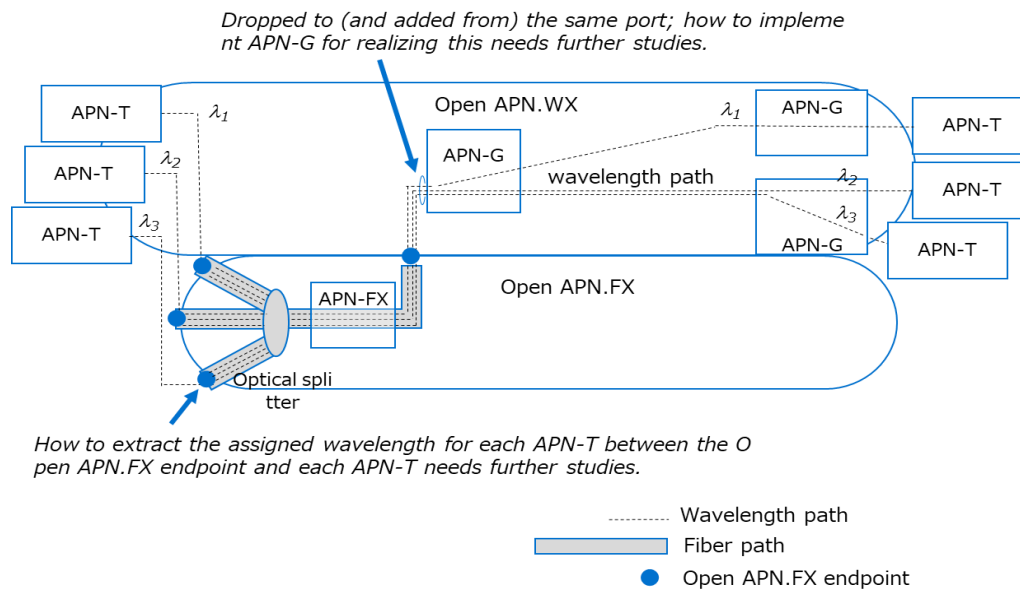 Dropped to (and added from) the same port; how to impleme
nt APN-G for realizing this needs further studies.
APN-T
λ1
Open APN.WX
APN-G
λ1
APN-T
APN-T
λ2
APN-G
wavelength path
λ2
APN-T
APN-T
λ3
λ3
APN-G
APN-T
Open APN.FX
APN-FX
Optical spli
tter
How to extract the assigned wavelength for each APN-T between the O
pen APN.FX endpoint and each APN-T needs further studies.
Wavelength path
Fiber path
Open APN.FX endpoint